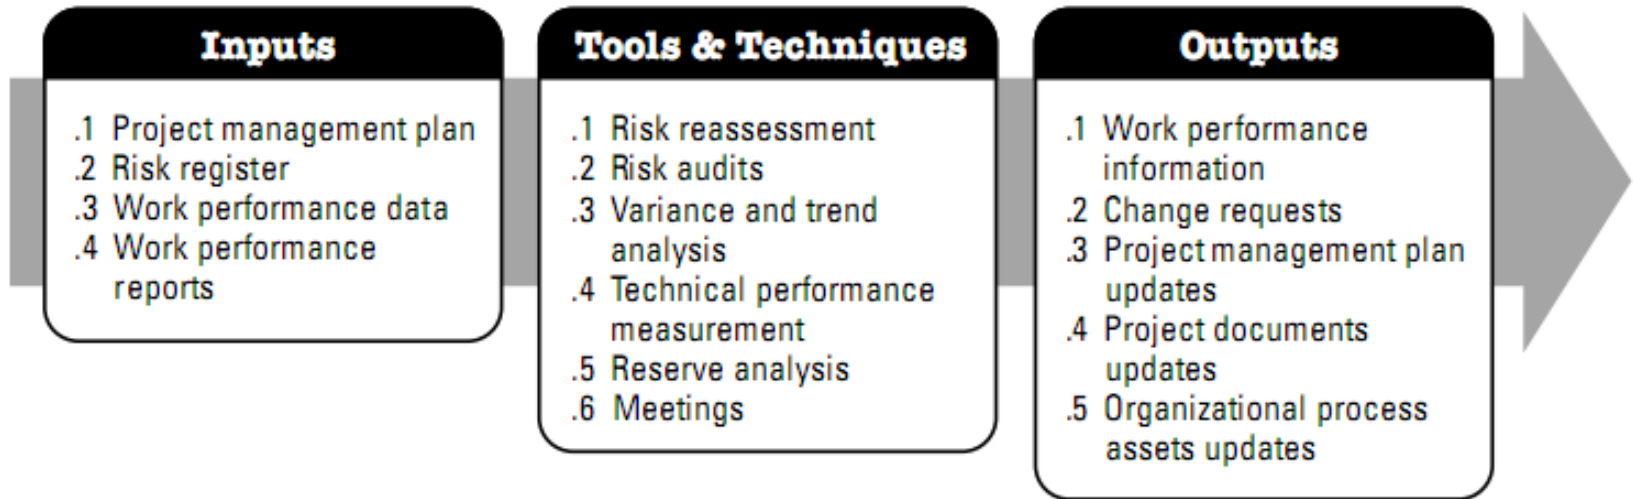 Inputs
.1 Project management plan
.2 Risk register
.3 Work performance data
.4 Work performance
reports
Tools & Techniques
.1 Risk reassessment
.2 Risk audits
.3 Variance and trend
analysis
.4 Technical performance
measurement
.5 Reserve analysis
.6 Meetings
Outputs
.1 Work performance
information
.2 Change requests
.3 Project management plan
updates
.4 Project documents
updates
.5 Organizational process
assets updates